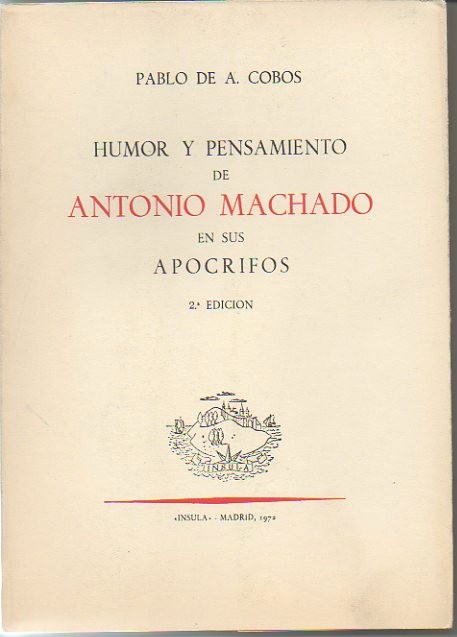 PABLO DE A. COBOS
HUMOR Y PENSAMIENTO
DE
ANTONIO MACHADO
EN SUS
APOCRIFOS
2.ª EDICION
INSULA
«INSULA» - MADRID, 1972